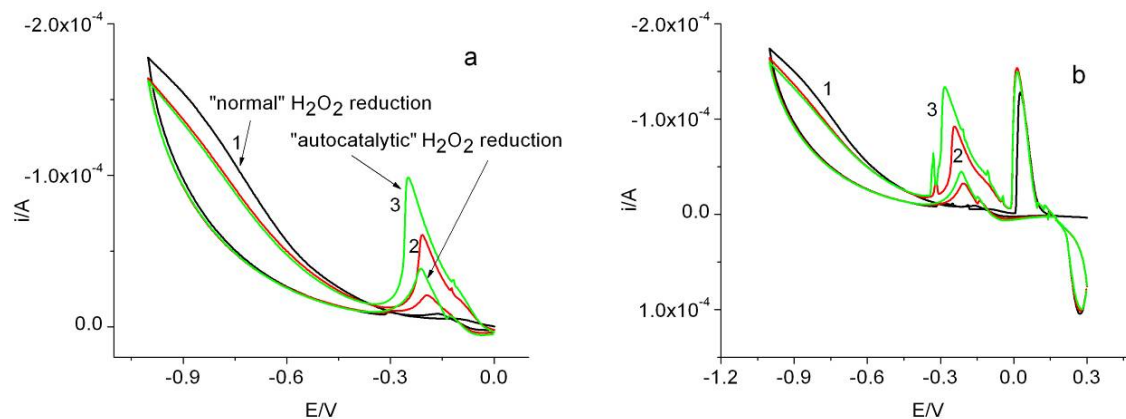 -2.0x10⁻⁴
a
"normal" H₂O₂ reduction
1
"autocatalytic" H₂O₂ reduction
-1.0x10⁻⁴
3
2
0.0
i/A
-0.9
-0.6
-0.3
0.0
E/V
-2.0x10⁻⁴
b
1
3
-1.0x10⁻⁴
2
0.0
1.0x10⁻⁴
i/A
-1.2
-0.9
-0.6
-0.3
0.0
0.3
E/V